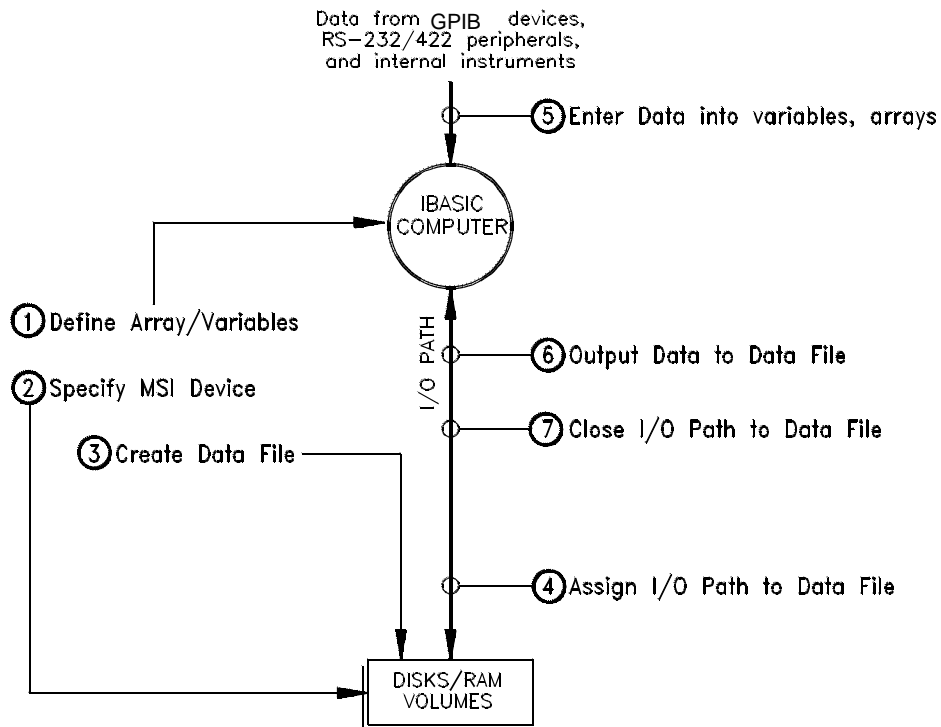 Data from GPIB devices,
RS-232/422 peripherals,
and internal instruments
5 Enter Data into variables, arrays
IBASIC
COMPUTER
1 Define Array/Variables
I/O PATH
6 Output Data to Data File
2 Specify MSI Device
7 Close I/O Path to Data File
3 Create Data File
4 Assign I/O Path to Data File
DISKS/RAM
VOLUMES